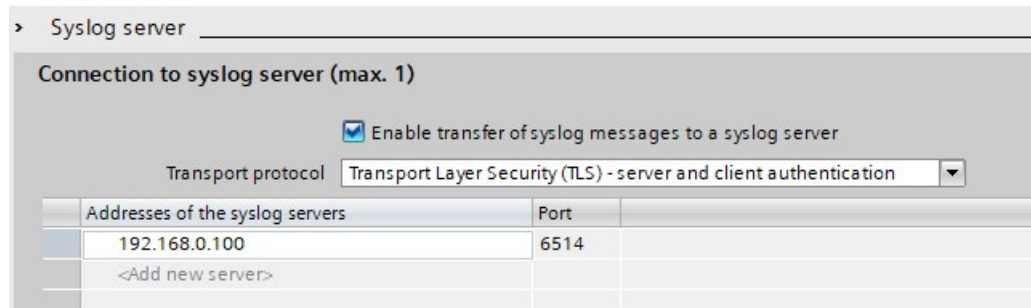 Syslog server
Connection to syslog server (max. 1)
Enable transfer of syslog messages to a syslog server
Transport protocol Transport Layer Security (TLS) - server and client authentication
Addresses of the syslog servers Port
192.168.0.100 6514
<Add new server>